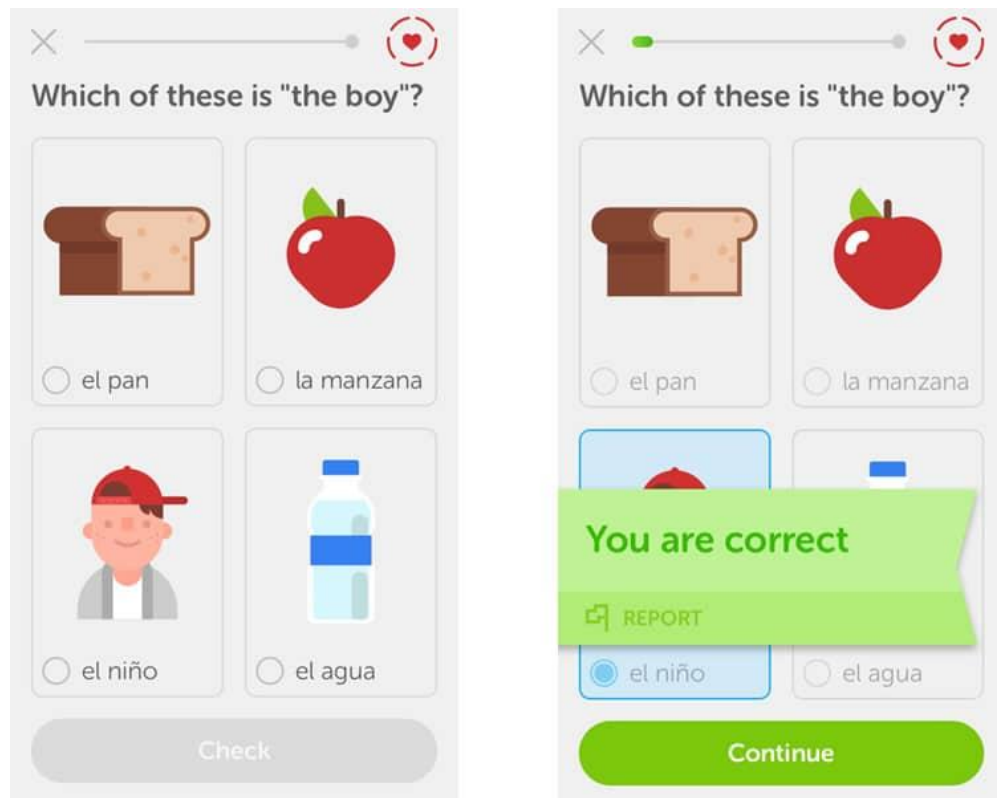 Which of these is "the boy"?
el pan
la manzana
el niño
el agua
Check
Which of these is "the boy"?
el pan
la manzana
You are correct
REPORT
el niño
el agua
Continue